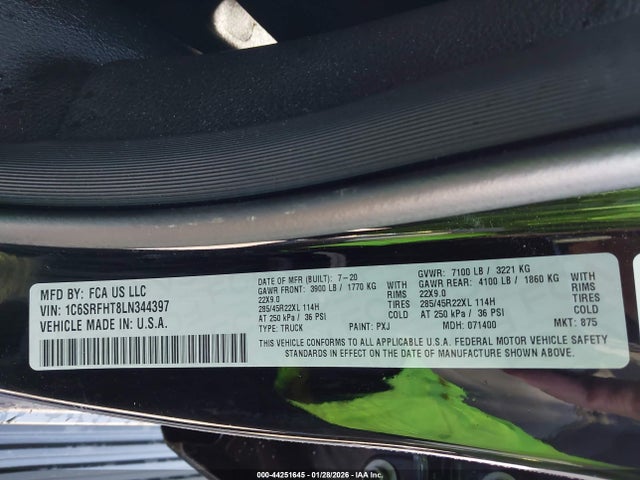 MFD BY: FCA US LLC
VIN: 1C6SRFHT8LN344397
VEHICLE MADE IN U.S.A.
DATE OF MFR (BUILT): 7-20
GAWR FRONT: 3900 LB / 1770 KG WITH
22X9.0 RIMS
285/45R22XL 114H TIRES
AT 250 kPa / 36 PSI COLD
TYPE: TRUCK PAINT: PXJ
GVWR: 7100 LB / 3221 KG
GAWR REAR: 4100 LB / 1860 KG WITH
22X9.0 RIMS
285/45R22XL 114H TIRES
AT 250 kPa / 36 PSI COLD
MDH: 071400 MKT: 875
THIS VEHICLE CONFORMS TO ALL APPLICABLE U.S.A. FEDERAL MOTOR VEHICLE SAFETY
STANDARDS IN EFFECT ON THE DATE OF MANUFACTURE SHOWN ABOVE.
000-44251645 - 01/28/2026 - IAA Inc.